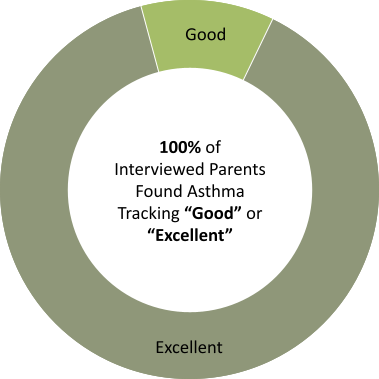 Good
100% of
Interviewed Parents
Found Asthma
Tracking “Good” or
“Excellent”
Excellent